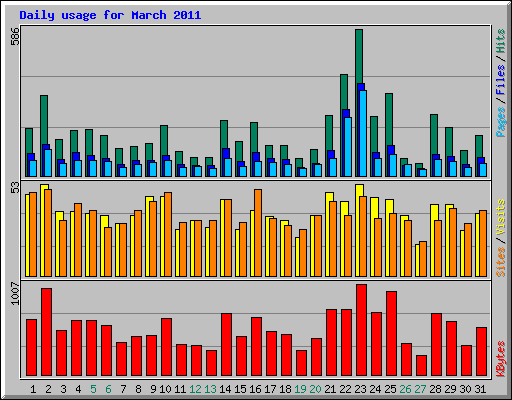 Daily usage for March 2011
586
Pages / Files / Hits
53
Sites / Visits
1007
KBytes
1 2 3 4 5 6 7 8 9 10 11 12 13 14 15 16 17 18 19 20 21 22 23 24 25 26 27 28 29 30 31